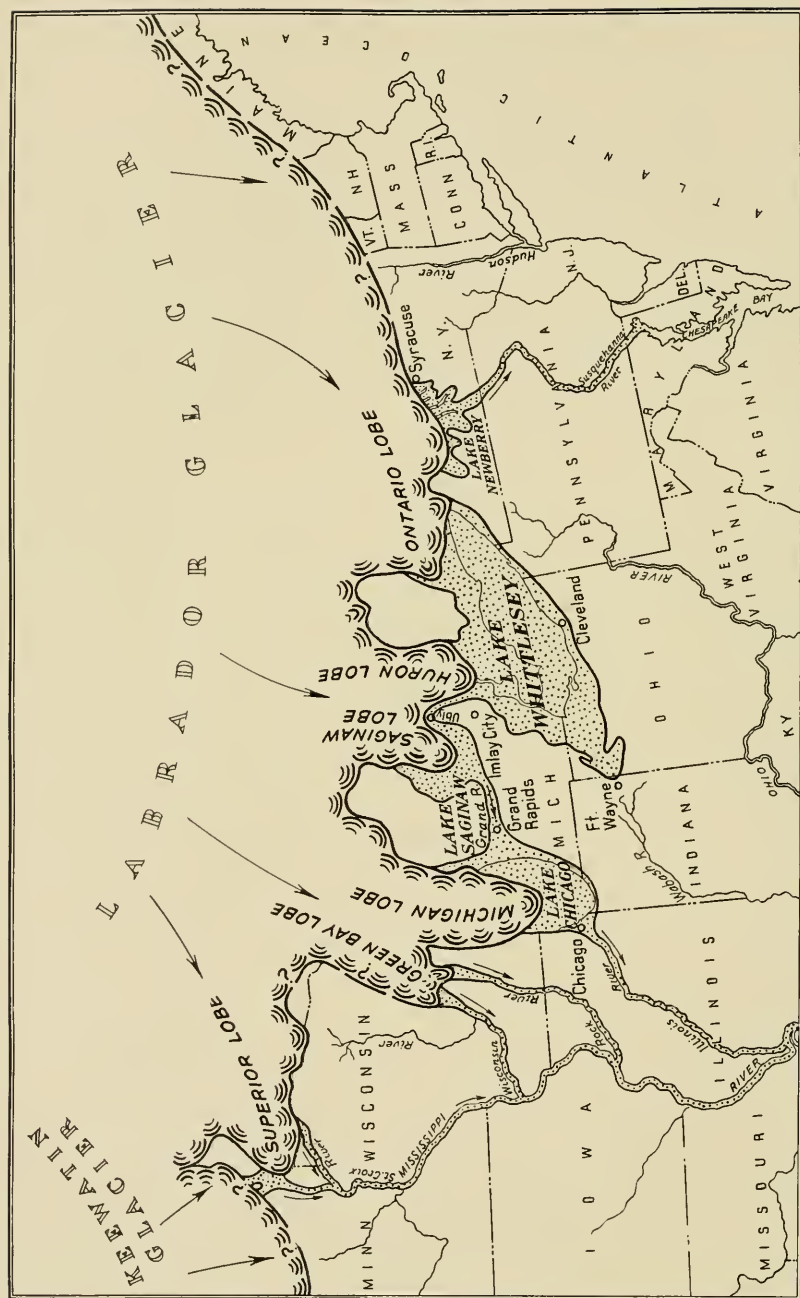 KEEWATIN
GLACIER
LABRADOR GLACIER
SUPERIOR LOBE
GREEN BAY LOBE
MICHIGAN LOBE
SAGINAW
LOBE
HURON LOBE
ONTARIO LOBE
?
?
?
?
?
?
?
?
MAINE
ATLANTIC OCEAN
VT.
NH
MASS
CONN
R.I.
N.Y.
N.J.
PENNSYLVANIA
DEL.
MARYLAND
CHESAPEAKE
BAY
WEST
VIRGINIA
VIRGINIA
OHIO
KY
INDIANA
MICH
ILLINOIS
WISCONSIN
MINN
IOWA
MISSOURI
Syracuse
Hudson
River
Susquehanna
River
LAKE
NEWBERRY
LAKE
WHITTLESEY
Cleveland
RIVER
OHIO
Ubly
Imlay City
LAKE
SAGINAW
Grand R.
Grand
Rapids
Ft.
Wayne
Wabash R.
LAKE
CHICAGO
Chicago
Illinois
River
Rock
River
Wisconsin
River
St. Croix
River
MISSISSIPPI
RIVER